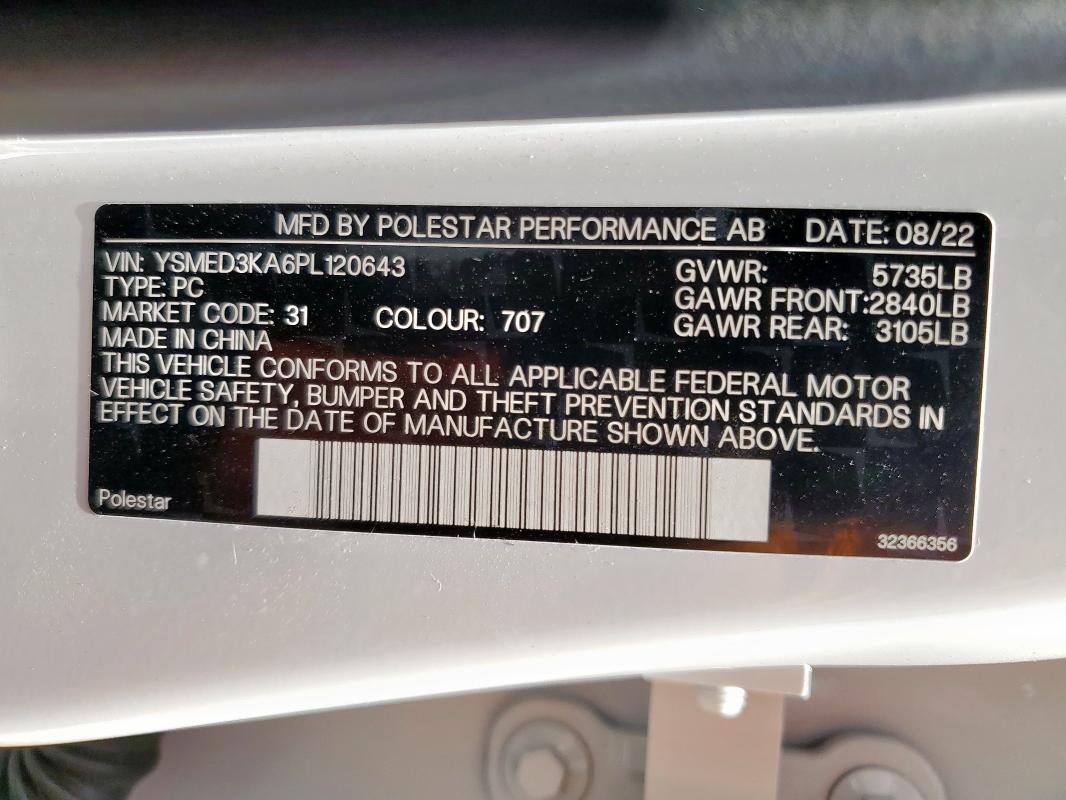 MFD BY POLESTAR PERFORMANCE AB DATE: 08/22
VIN: YSMED3KA6PL120643 GVWR: 5735LB
TYPE: PC GAWR FRONT:2840LB
MARKET CODE: 31 COLOUR: 707 GAWR REAR: 3105LB
MADE IN CHINA
THIS VEHICLE CONFORMS TO ALL APPLICABLE FEDERAL MOTOR
VEHICLE SAFETY, BUMPER AND THEFT PREVENTION STANDARDS IN
EFFECT ON THE DATE OF MANUFACTURE SHOWN ABOVE.
Polestar
32366356